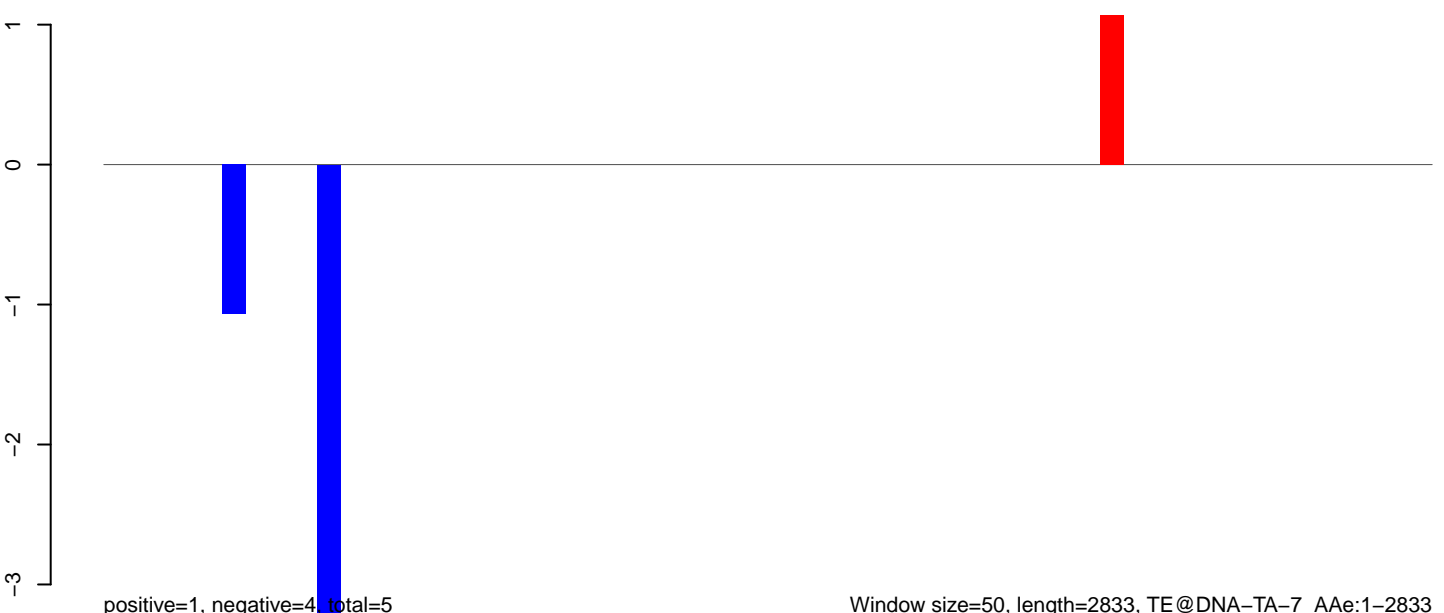 1
0
−1
−2
−3
positive=1, negative=4, total=5
Window size=50, length=2833, TE@DNA−TA−7_AAe:1−2833